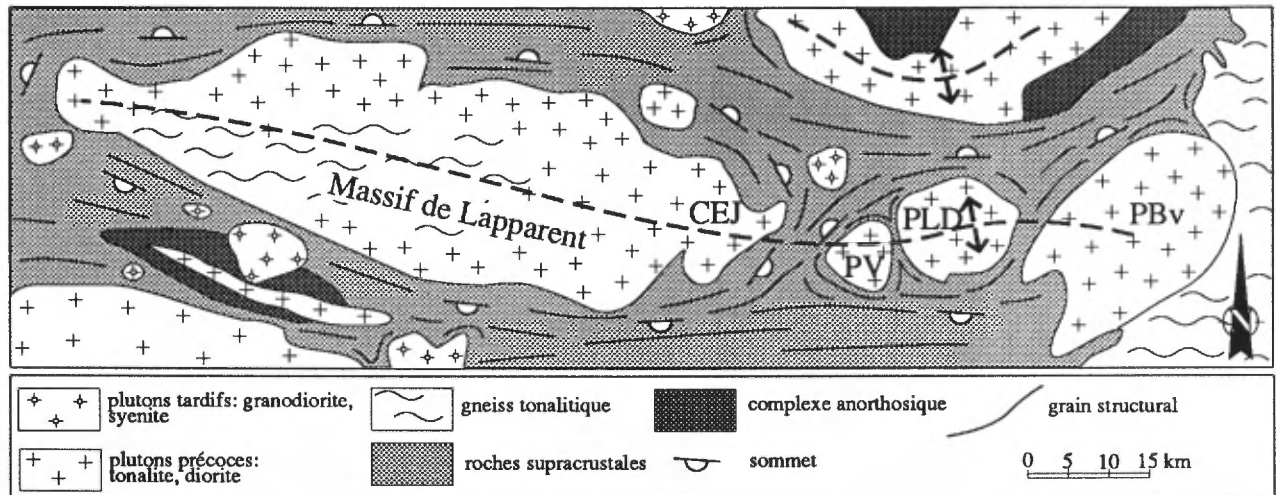 Massif de Lapparent
CEJ
PV
PLD
PBv
N
plutons tardifs: granodiorite,
syenite
gneiss tonalitique
complexe anorthosique
grain structural
plutons précoces:
tonalite, diorite
roches supracrustales
sommet
0 5 10 15 km